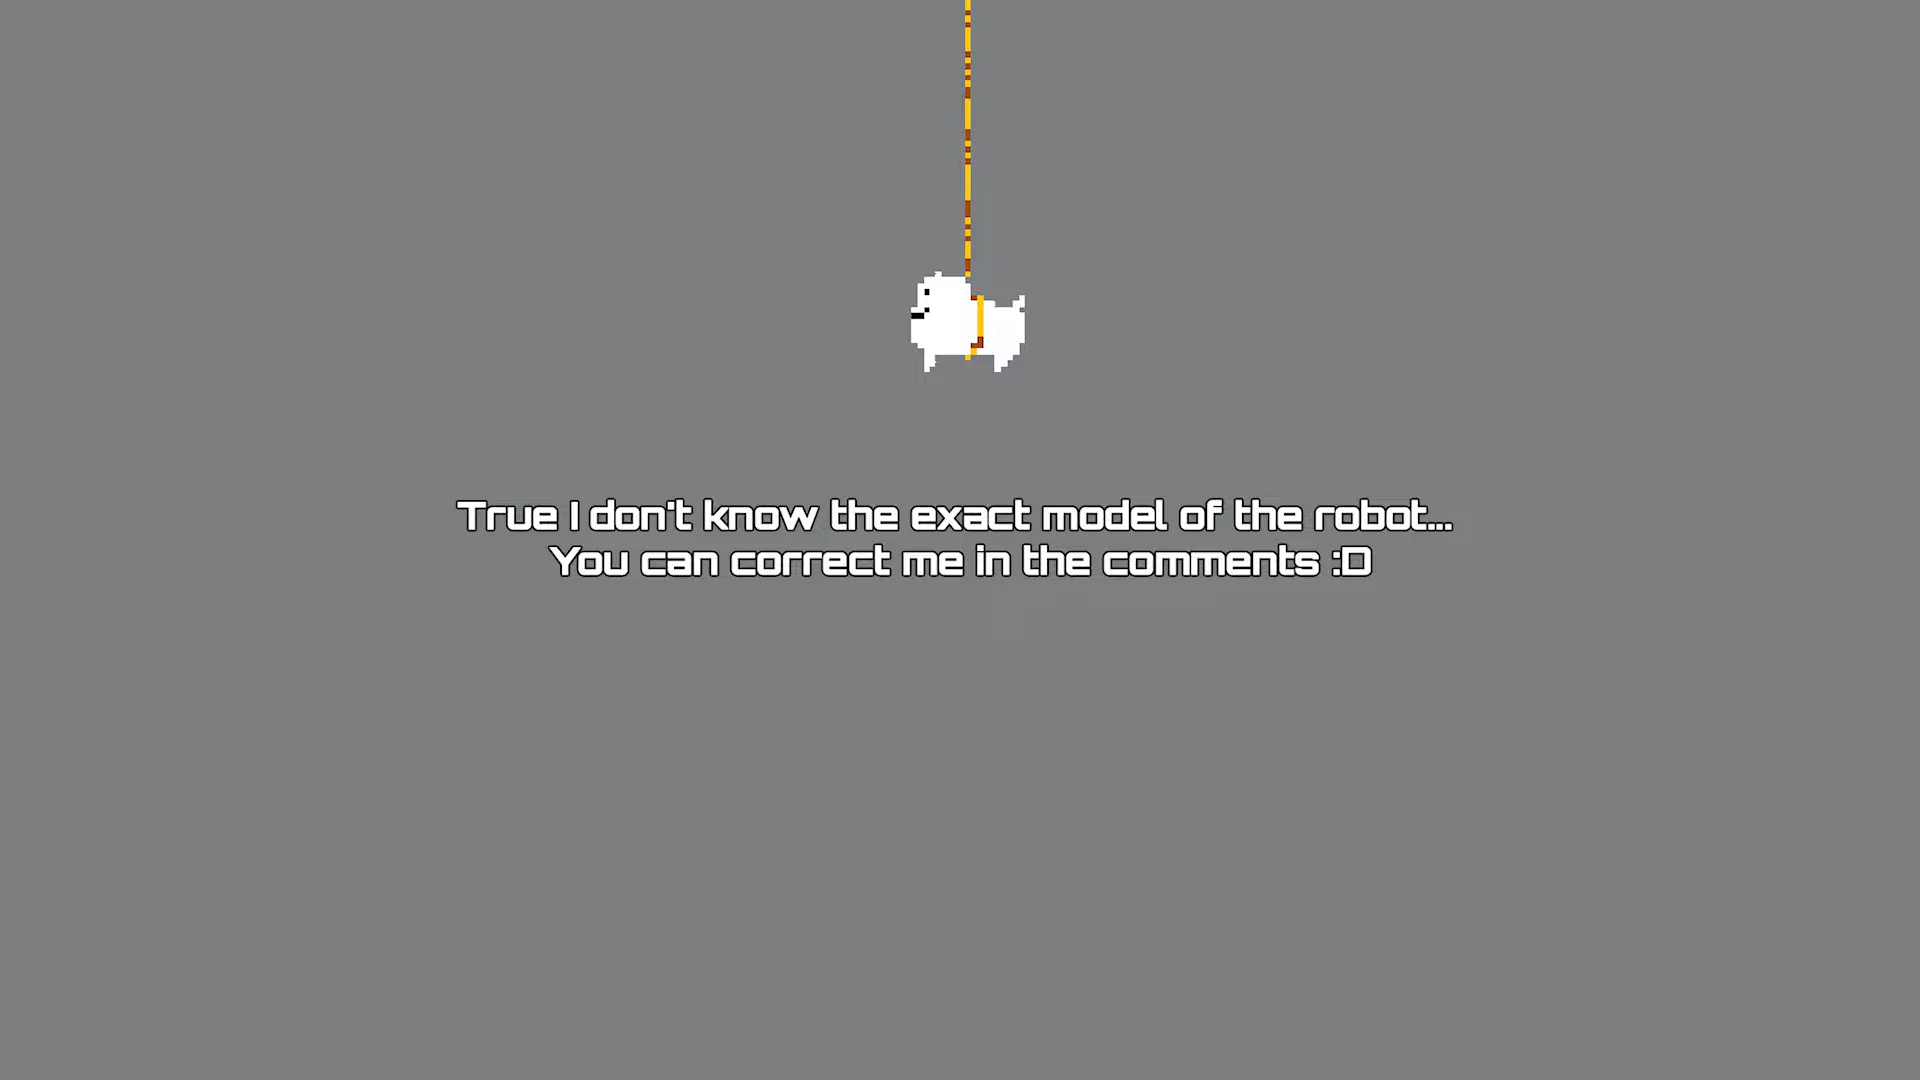 True I don't know the exact model of the robot...
You can correct me in the comments :D